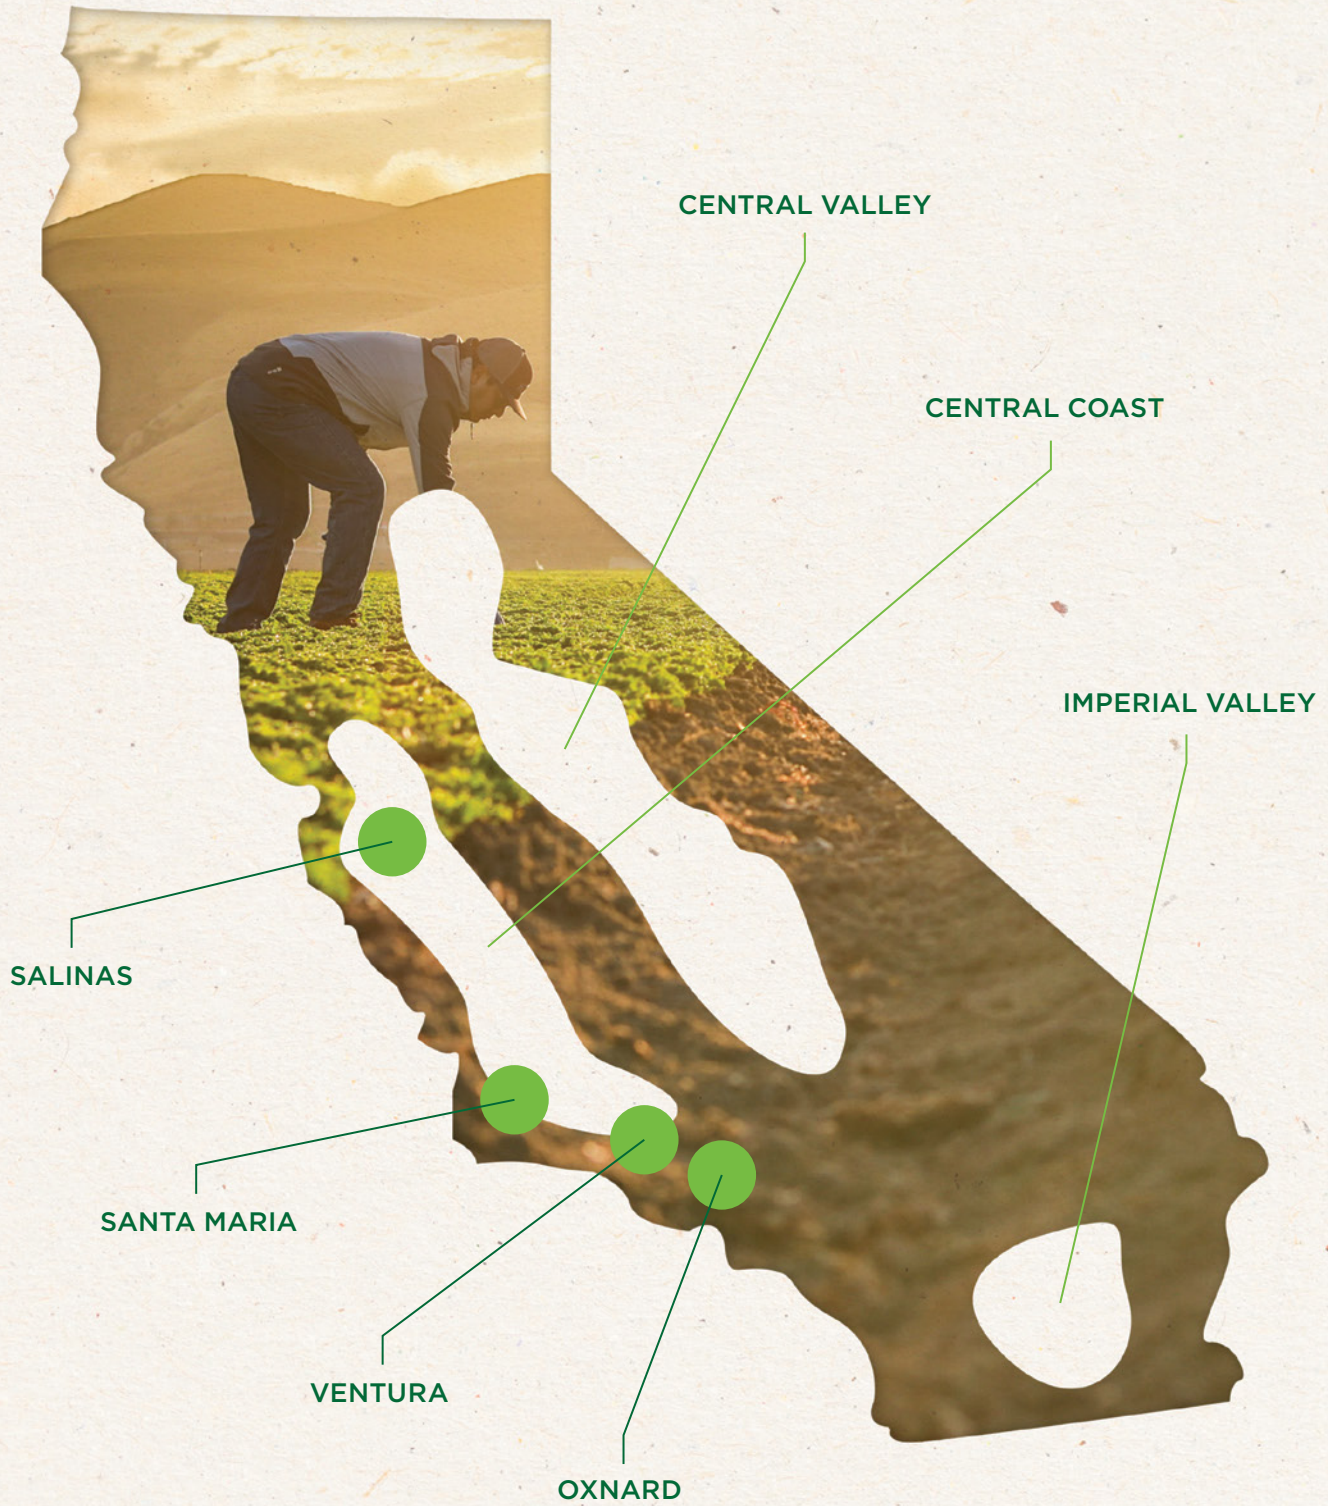 CENTRAL VALLEY
CENTRAL COAST
IMPERIAL VALLEY
SALINAS
SANTA MARIA
VENTURA
OXNARD